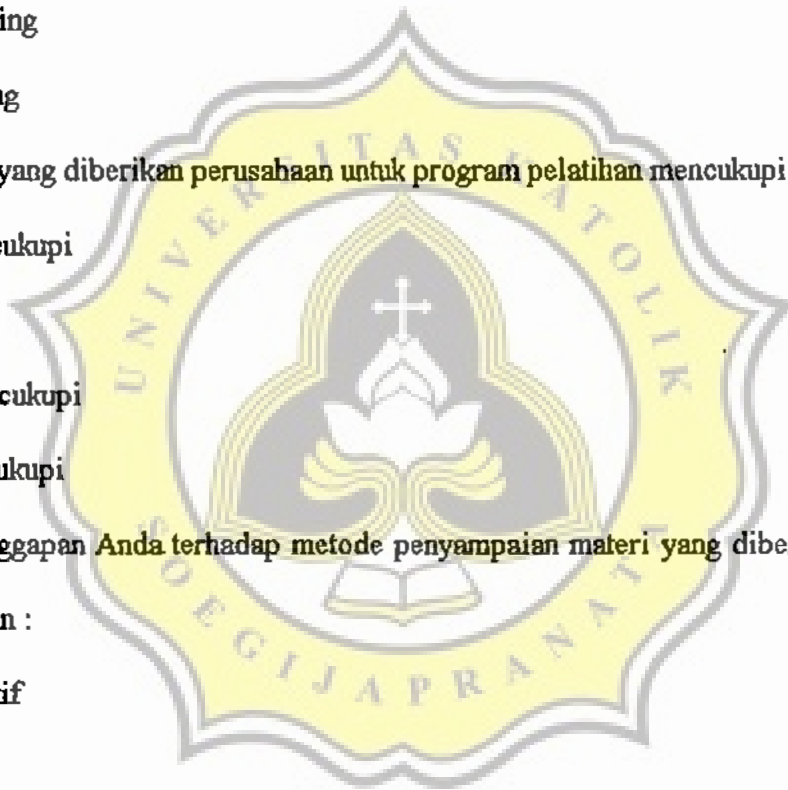 ing
ng
yang diberikan perusahaan untuk program pelatihan mencukupi
cukupi
cukupi
ukupi
ggapan Anda terhadap metode penyampaian materi yang dibe
n :
if
UNIVERSITAS KATOLIK
SOEGIJAPRANATA